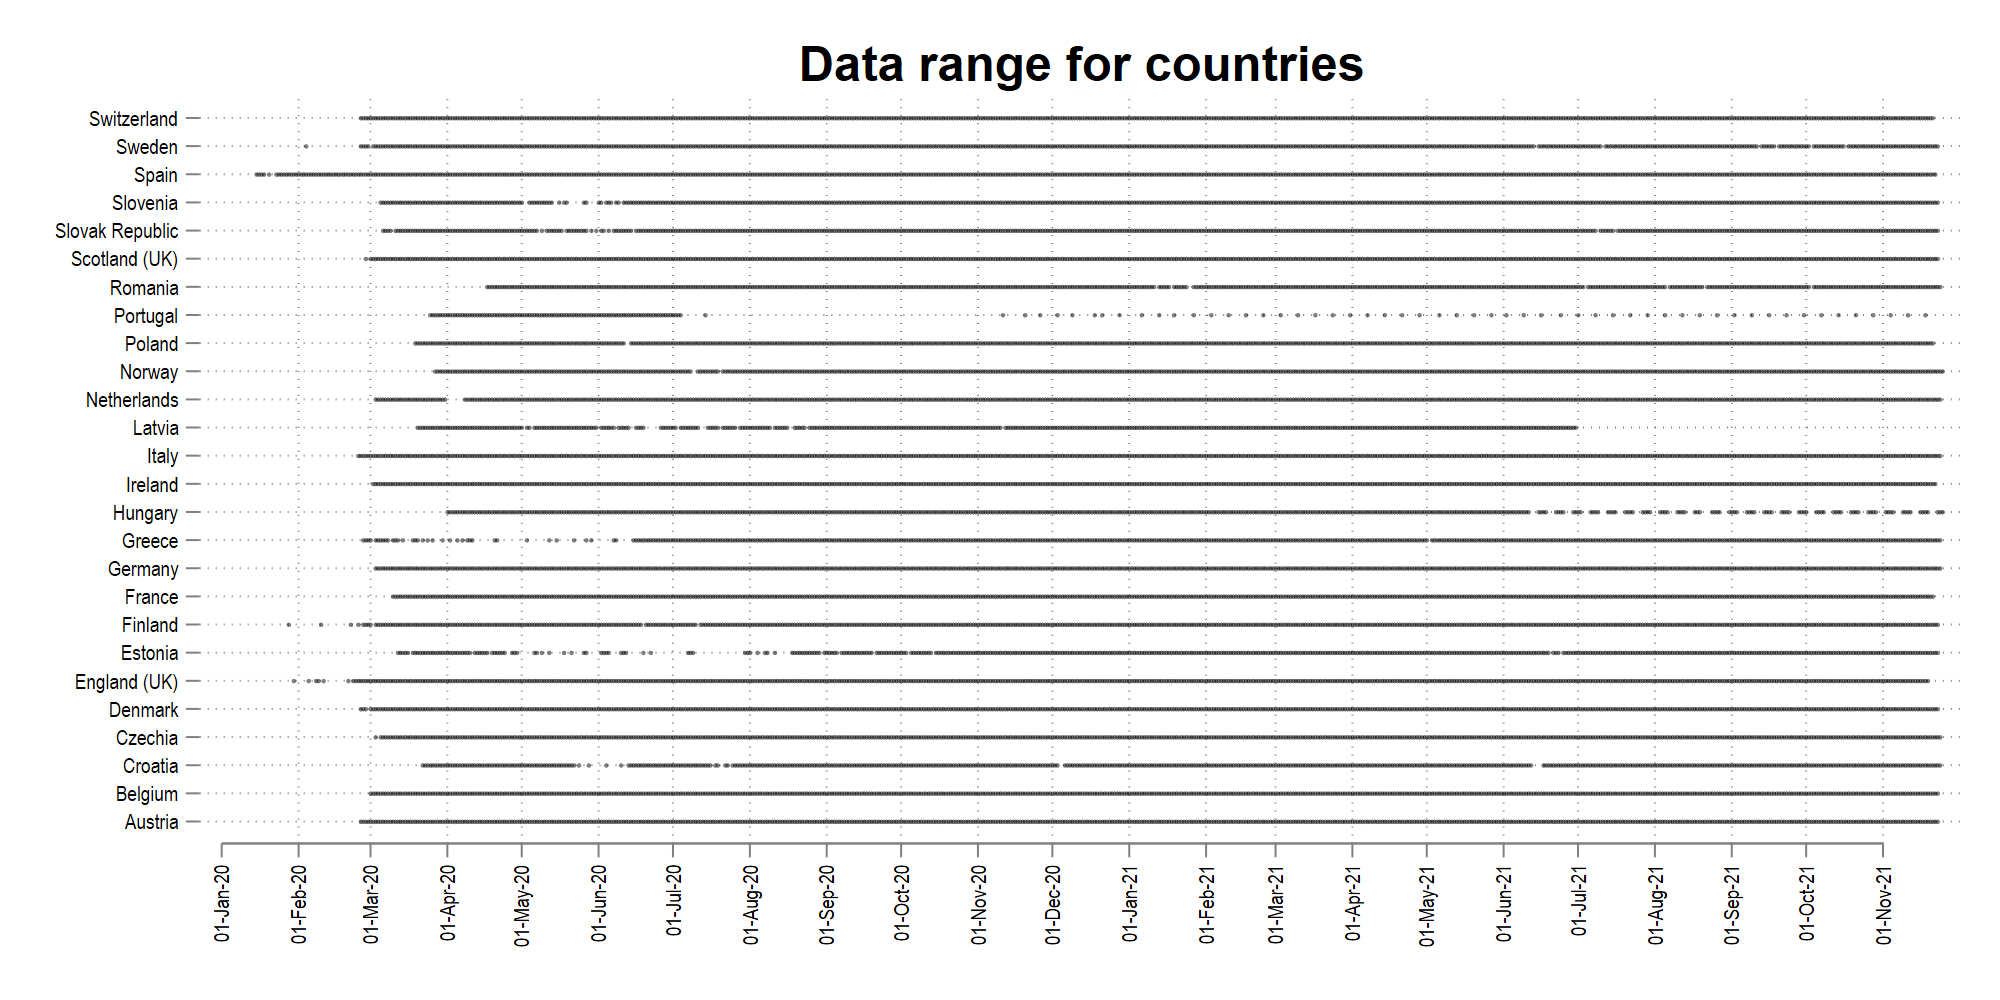 Data range for countries
Switzerland
Sweden
Spain
Slovenia
Slovak Republic
Scotland (UK)
Romania
Portugal
Poland
Norway
Netherlands
Latvia
Italy
Ireland
Hungary
Greece
Germany
France
Finland
Estonia
England (UK)
Denmark
Czechia
Croatia
Belgium
Austria
01-Jan-20
01-Feb-20
01-Mar-20
01-Apr-20
01-May-20
01-Jun-20
01-Jul-20
01-Aug-20
01-Sep-20
01-Oct-20
01-Nov-20
01-Dec-20
01-Jan-21
01-Feb-21
01-Mar-21
01-Apr-21
01-May-21
01-Jun-21
01-Jul-21
01-Aug-21
01-Sep-21
01-Oct-21
01-Nov-21